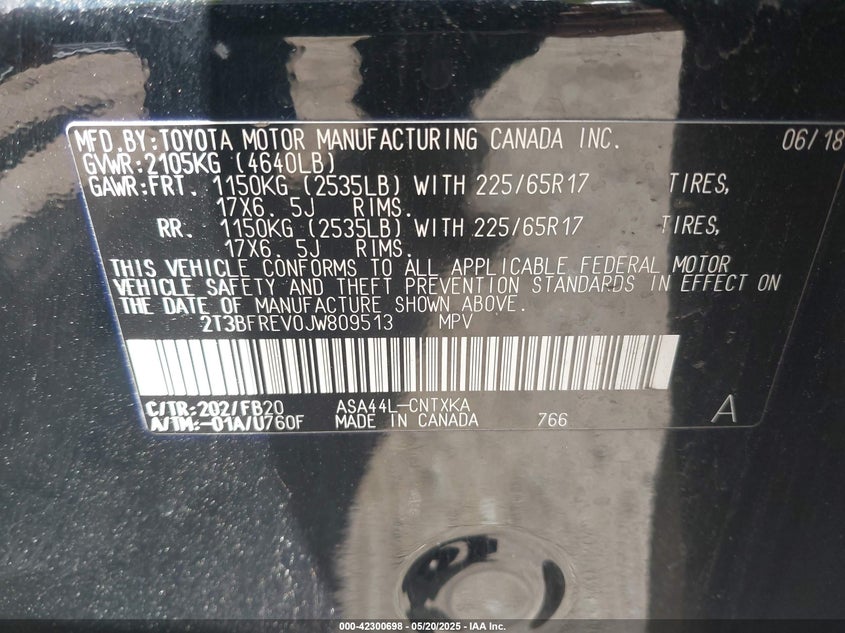 MFD.BY:TOYOTA MOTOR MANUFACTURING CANADA INC. 06/18
GVWR:2105KG (4640LB)
GAWR:FRT. 1150KG (2535LB) WITH 225/65R17 TIRES,
17X6. 5J RIMS.
RR. 1150KG (2535LB) WITH 225/65R17 TIRES,
17X6. 5J RIMS.
THIS VEHICLE CONFORMS TO ALL APPLICABLE FEDERAL MOTOR
VEHICLE SAFETY AND THEFT PREVENTION STANDARDS IN EFFECT ON
THE DATE OF MANUFACTURE SHOWN ABOVE.
2T3BFREV0JW809513 MPV
C/TR:202/FB20 ASA44L-CNTXKA A
A/TM:-01A/U760F MADE IN CANADA 766
000-42300698 - 05/20/2025 - IAA Inc.